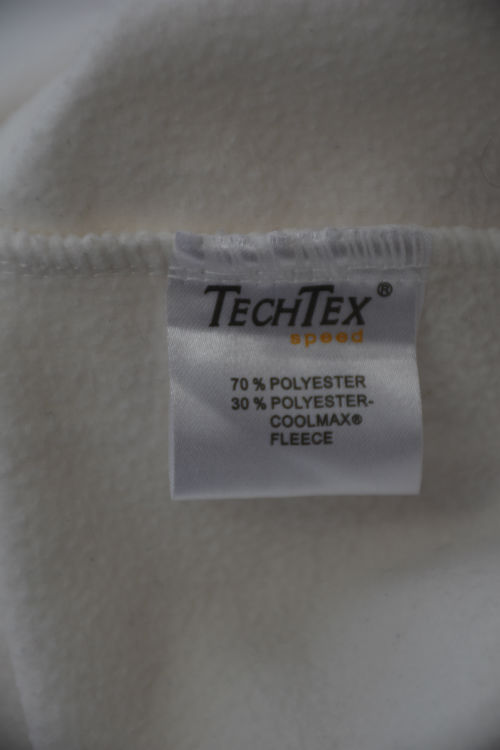 TECHTEX®
speed
70 % POLYESTER
30 % POLYESTER-
COOLMAX®
FLEECE